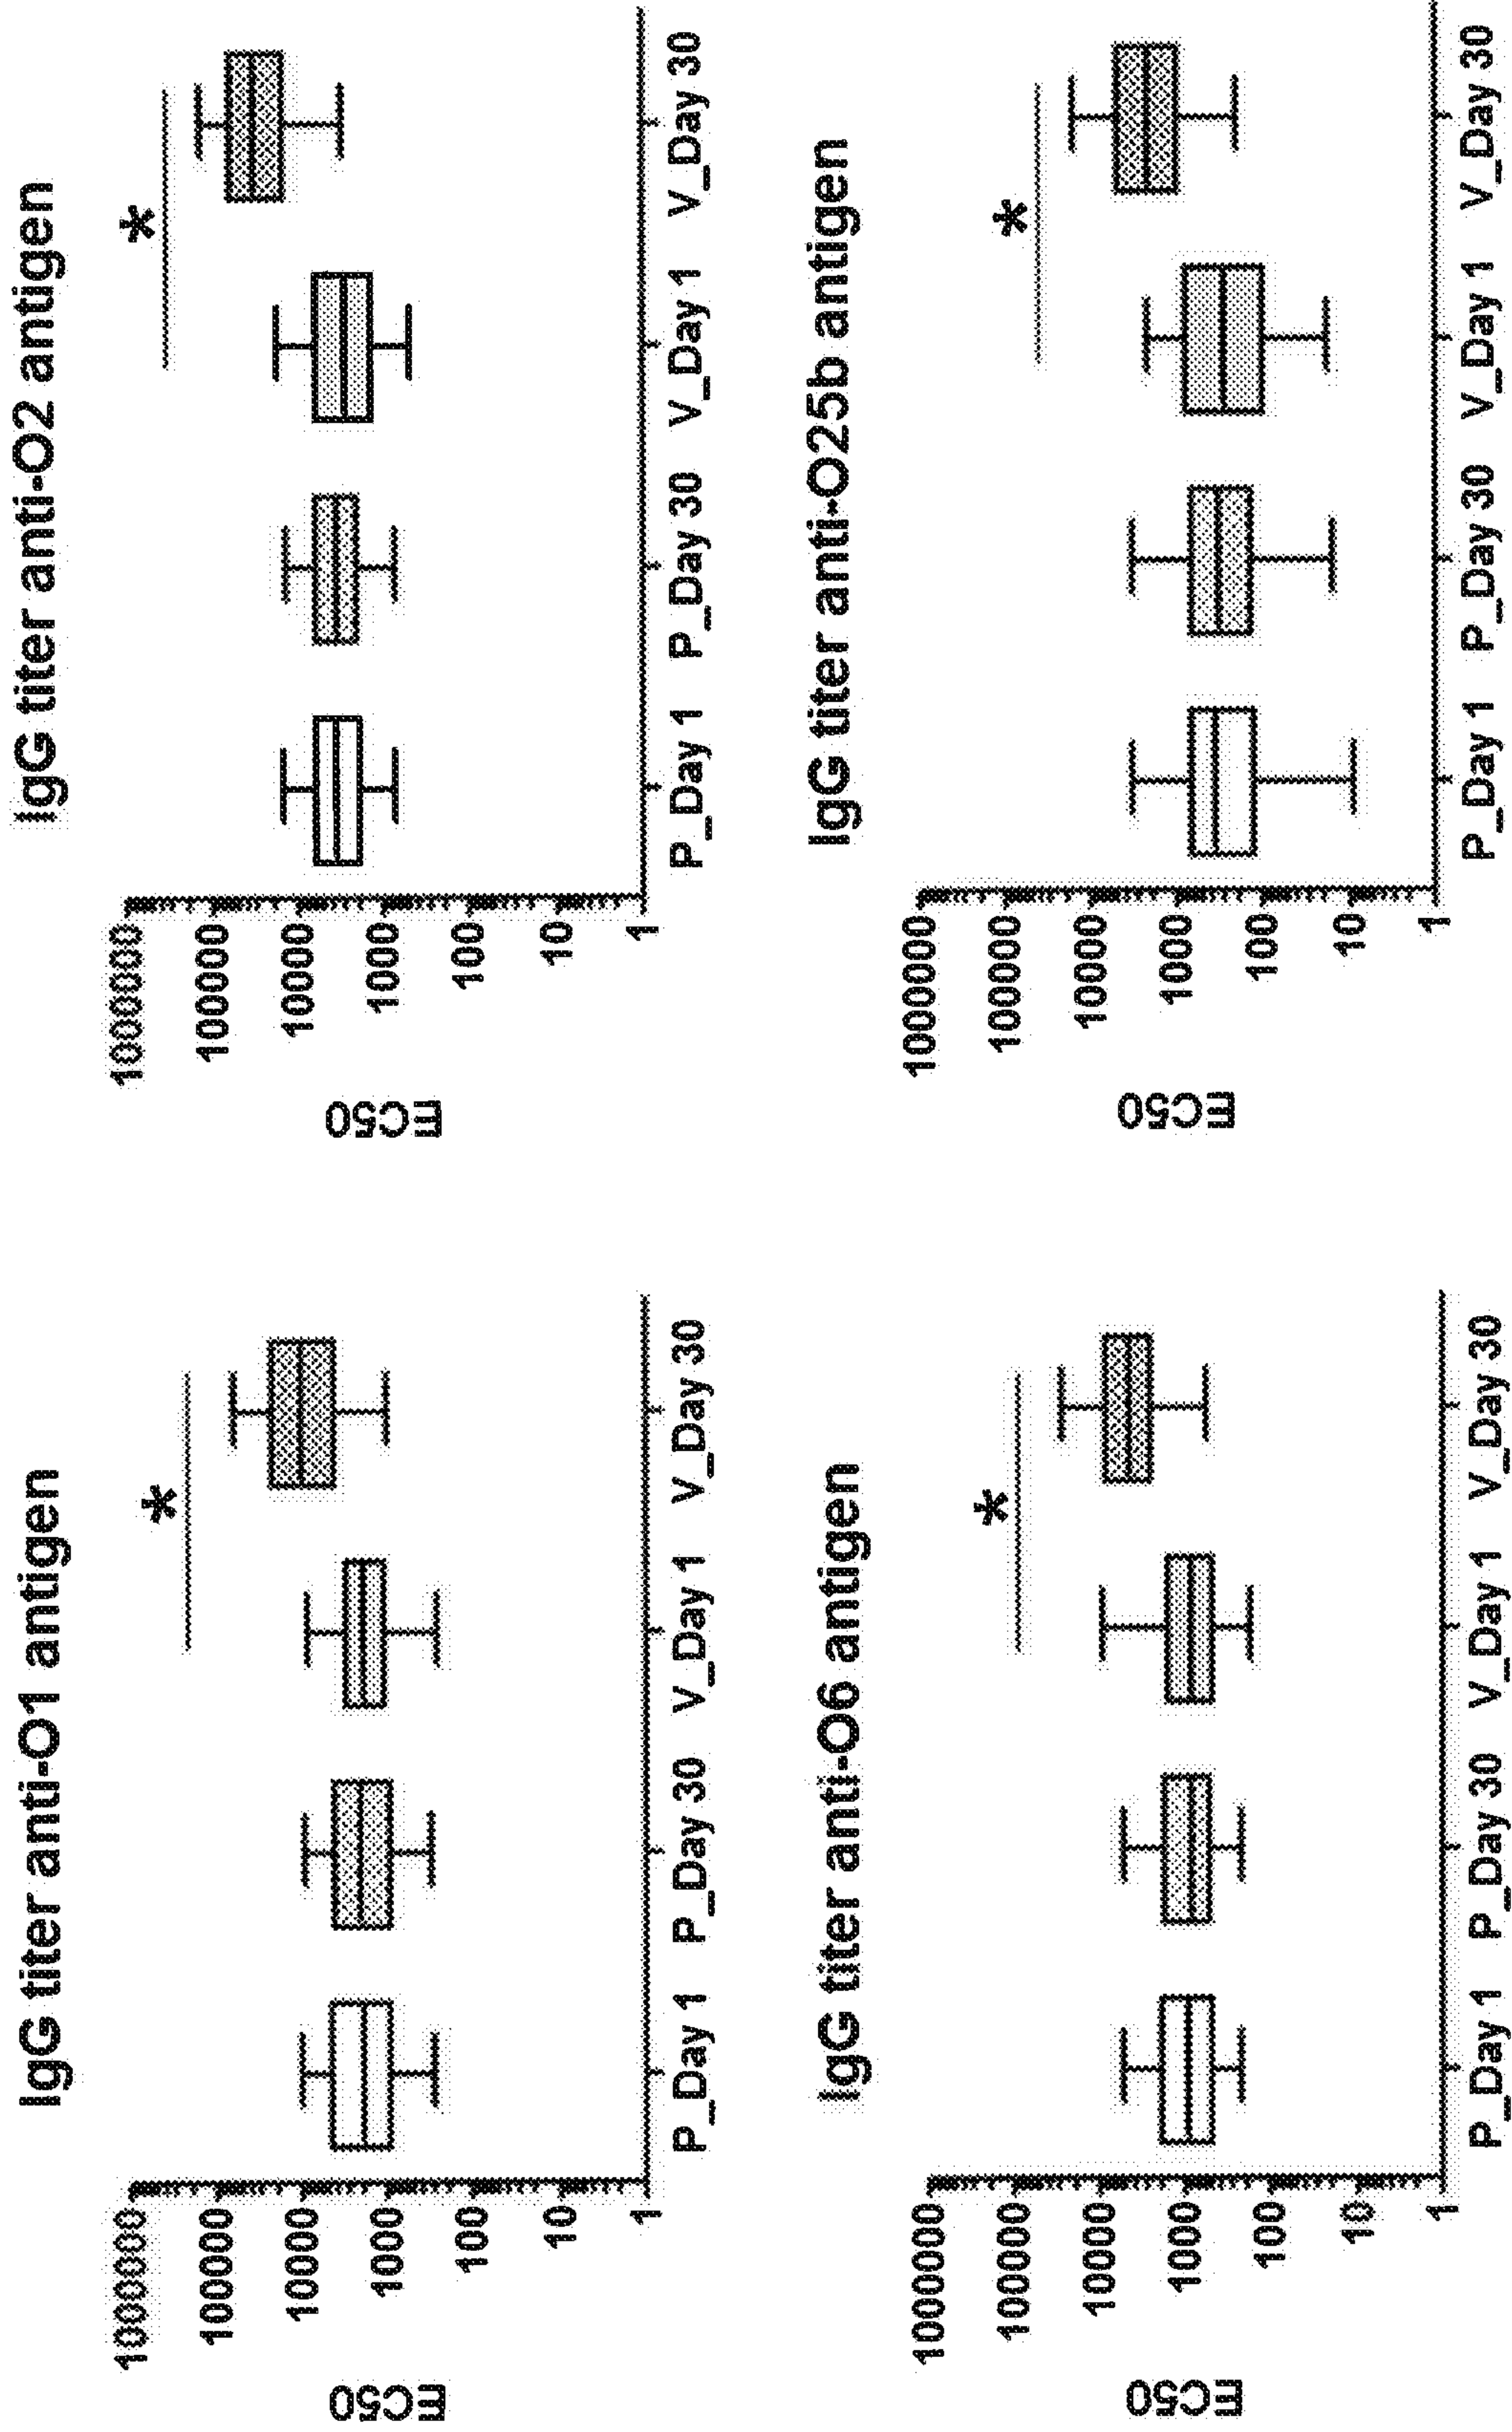 IgG titer anti-O1 antigen
*
1000000
100000
10000
1000
100
10
1
EC50
P_Day 1 P_Day 30 V_Day 1 V_Day 30
IgG titer anti-O2 antigen
*
1000000
100000
10000
1000
100
10
1
EC50
P_Day 1 P_Day 30 V_Day 1 V_Day 30
IgG titer anti-O6 antigen
*
1000000
100000
10000
1000
100
10
1
EC50
P_Day 1 P_Day 30 V_Day 1 V_Day 30
IgG titer anti-O25b antigen
*
1000000
100000
10000
1000
100
10
1
EC50
P_Day 1 P_Day 30 V_Day 1 V_Day 30